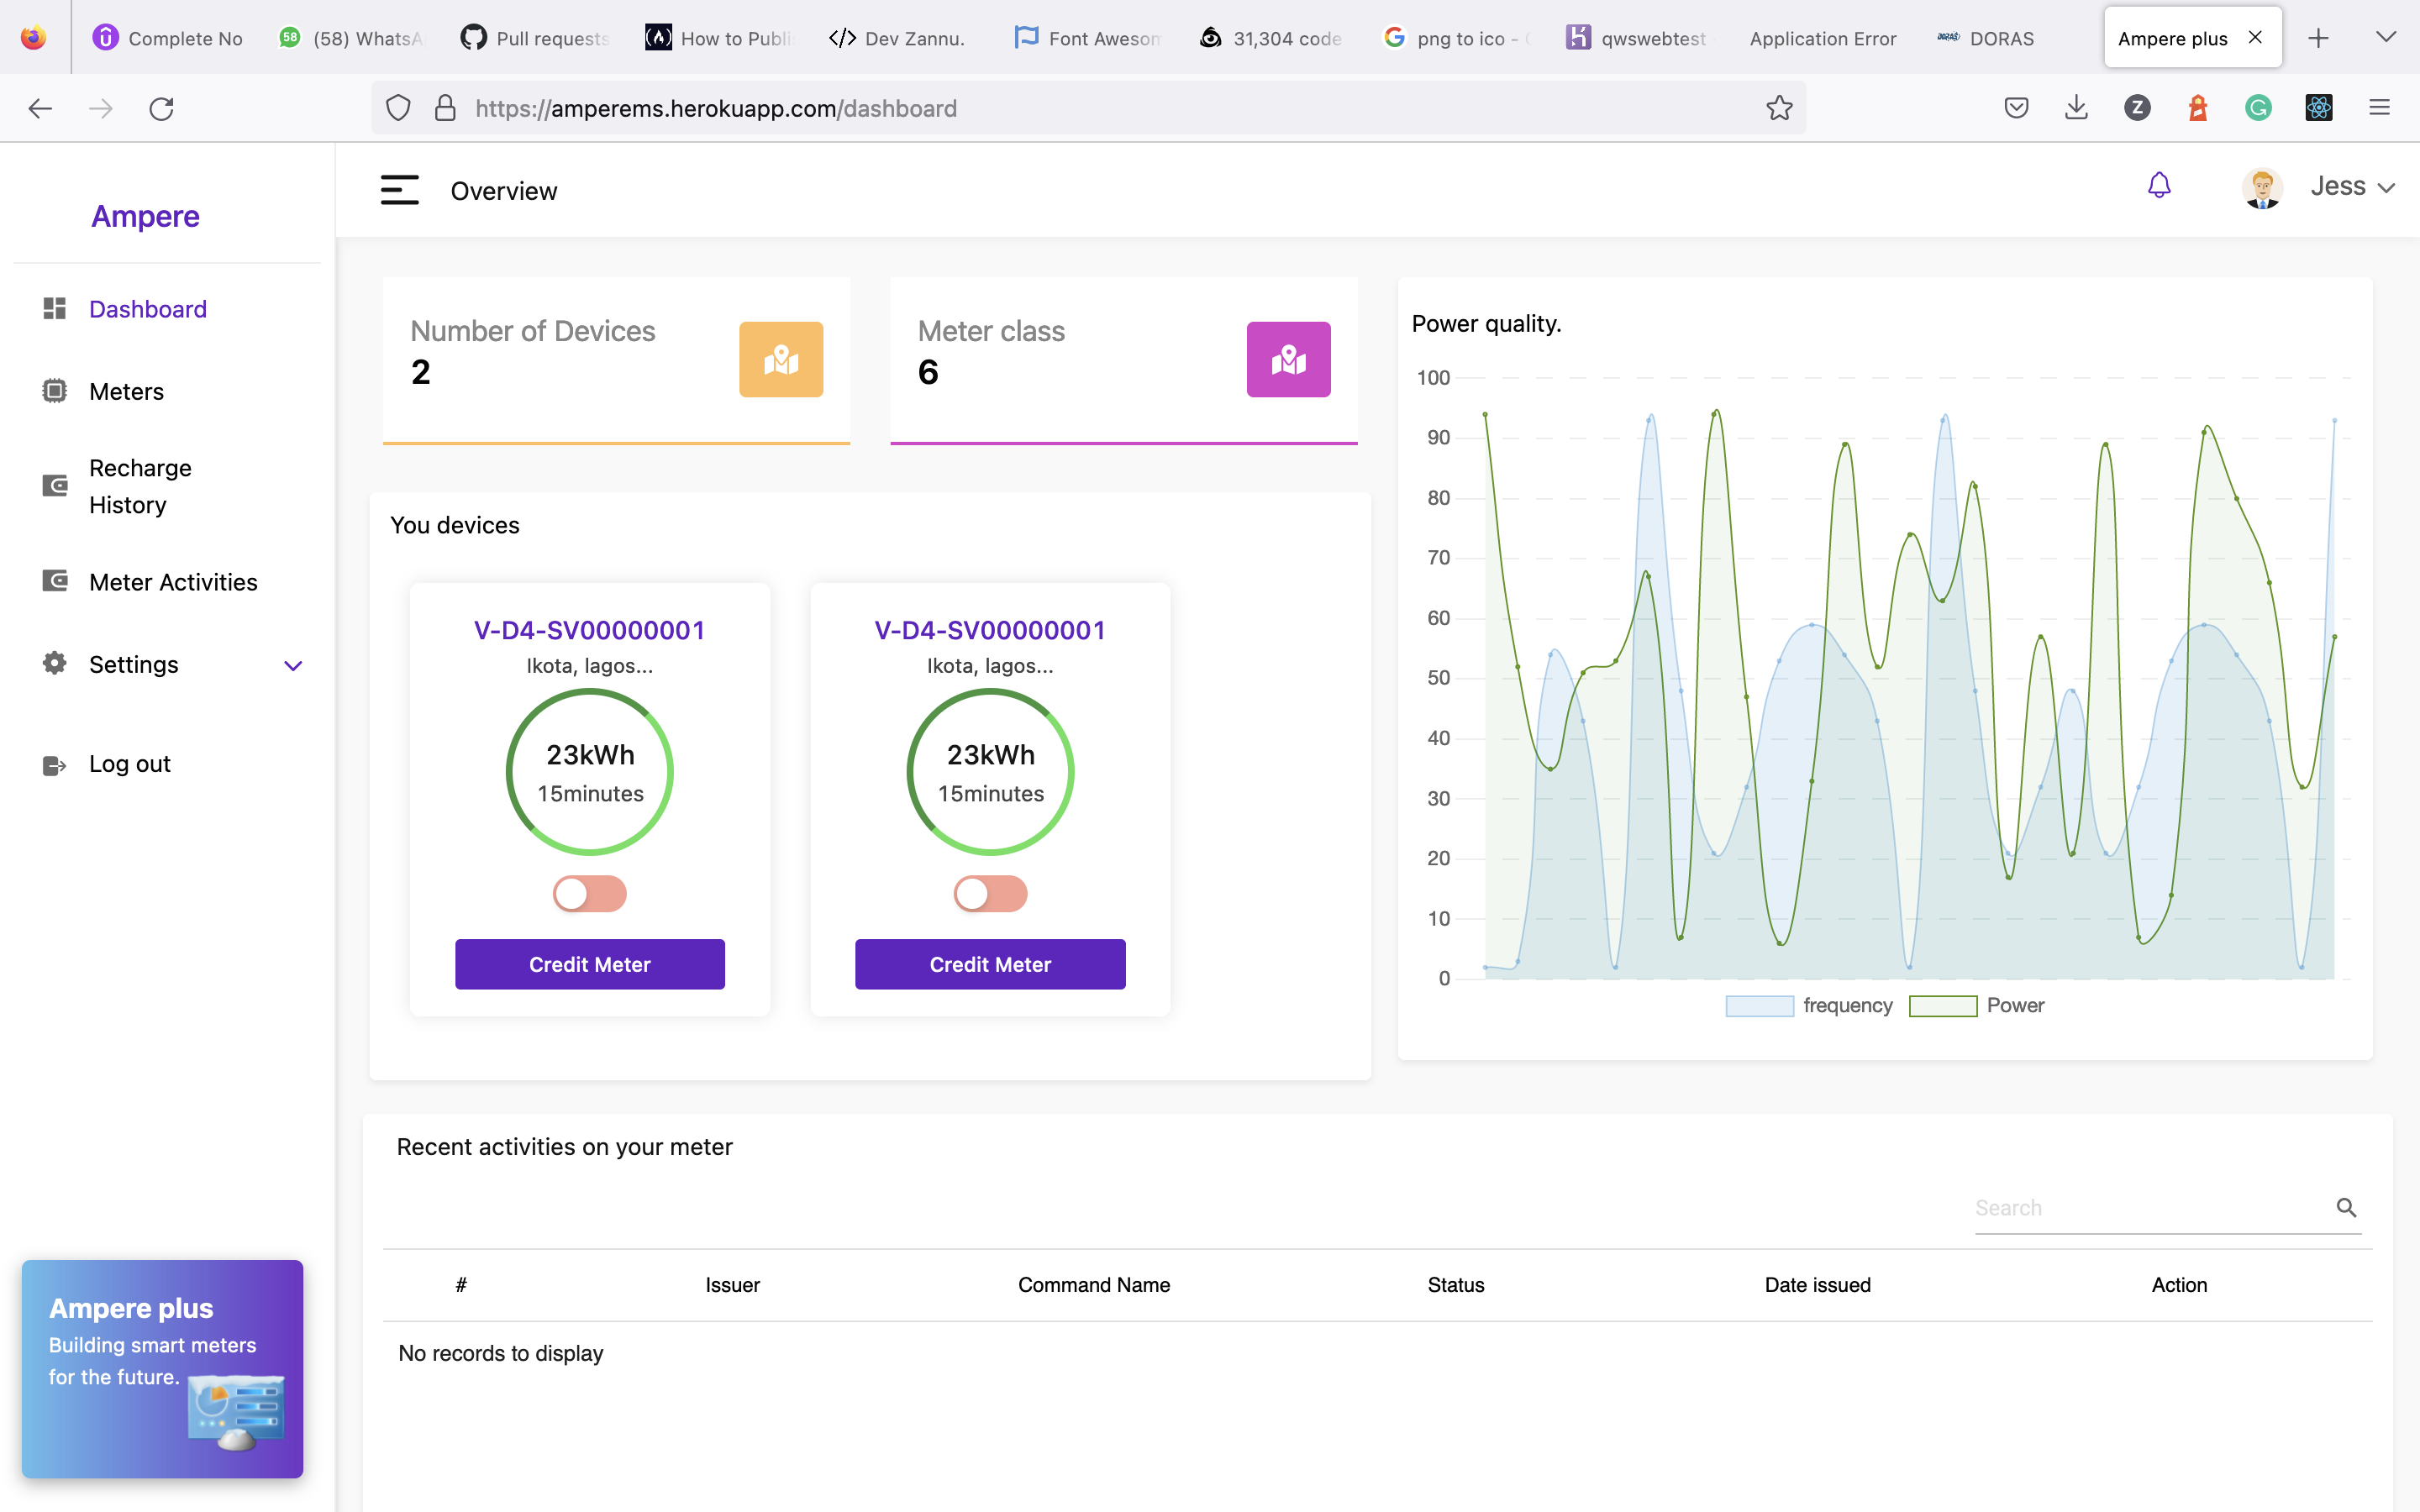 Complete No
58
(58) WhatsA
Pull requests
How to Publi
</> Dev Zannu.
Font Awesom
31,304 code
png to ico -
qwswebtest
Application Error
DORAS
DORAS
Ampere plus
https://amperems.herokuapp.com/dashboard
Z
G
Ampere
Overview
Jess
Dashboard
Meters
Recharge
History
Meter Activities
Settings
Log out
Number of Devices
2
Meter class
6
You devices
V-D4-SV00000001
Ikota, lagos...
23kWh
15minutes
Credit Meter
V-D4-SV00000001
Ikota, lagos...
23kWh
15minutes
Credit Meter
Power quality.
100
90
80
70
60
50
40
30
20
10
0
frequency
Power
Recent activities on your meter
Search
# Issuer Command Name Status Date issued Action
No records to display
Ampere plus
Building smart meters
for the future.